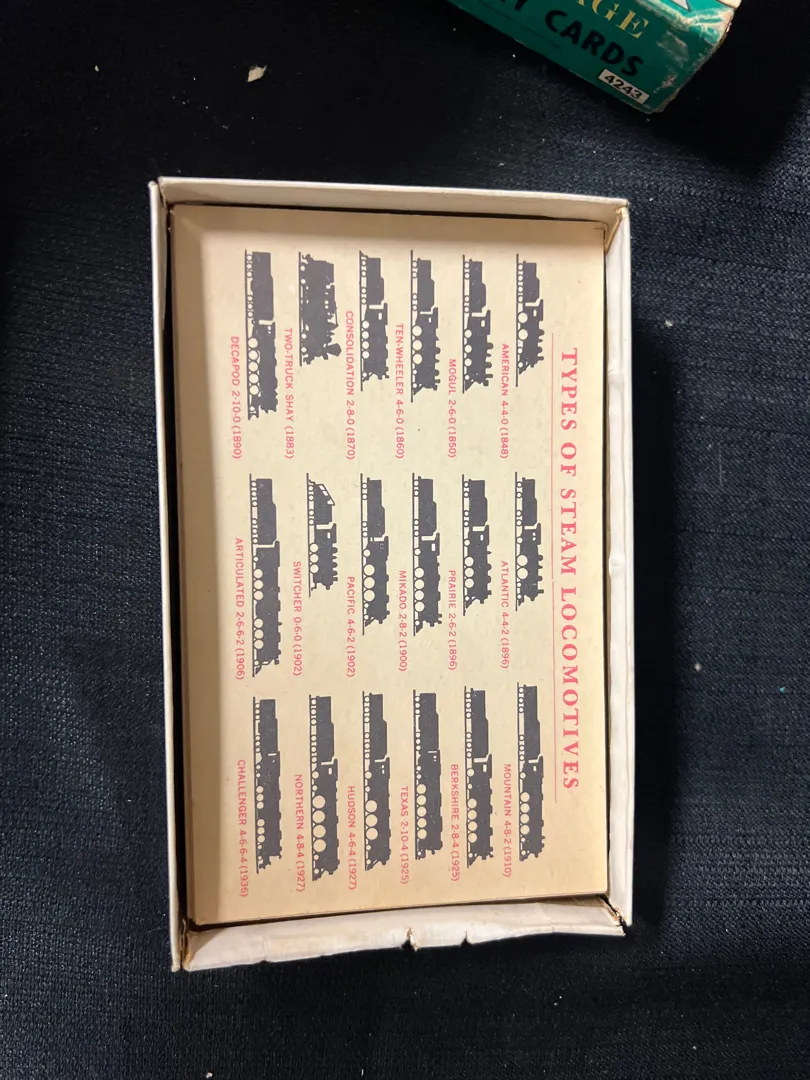 TYPES OF STEAM LOCOMOTIVES
AMERICAN 4-4-0 (1848)
MOGUL 2-6-0 (1850)
TEN-WHEELER 4-6-0 (1860)
CONSOLIDATION 2-8-0 (1870)
TWO-TRUCK SHAY (1883)
DECAPOD 2-10-0 (1890)
ATLANTIC 4-4-2 (1896)
PRAIRIE 2-6-2 (1896)
MIKADO 2-8-2 (1900)
PACIFIC 4-6-2 (1902)
SWITCHER 0-6-0 (1902)
ARTICULATED 2-6-6-2 (1906)
MOUNTAIN 4-8-2 (1910)
BERKSHIRE 2-8-4 (1925)
TEXAS 2-10-4 (1925)
HUDSON 4-6-4 (1927)
NORTHERN 4-8-4 (1927)
CHALLENGER 4-6-6-4 (1936)
CARDS
4243